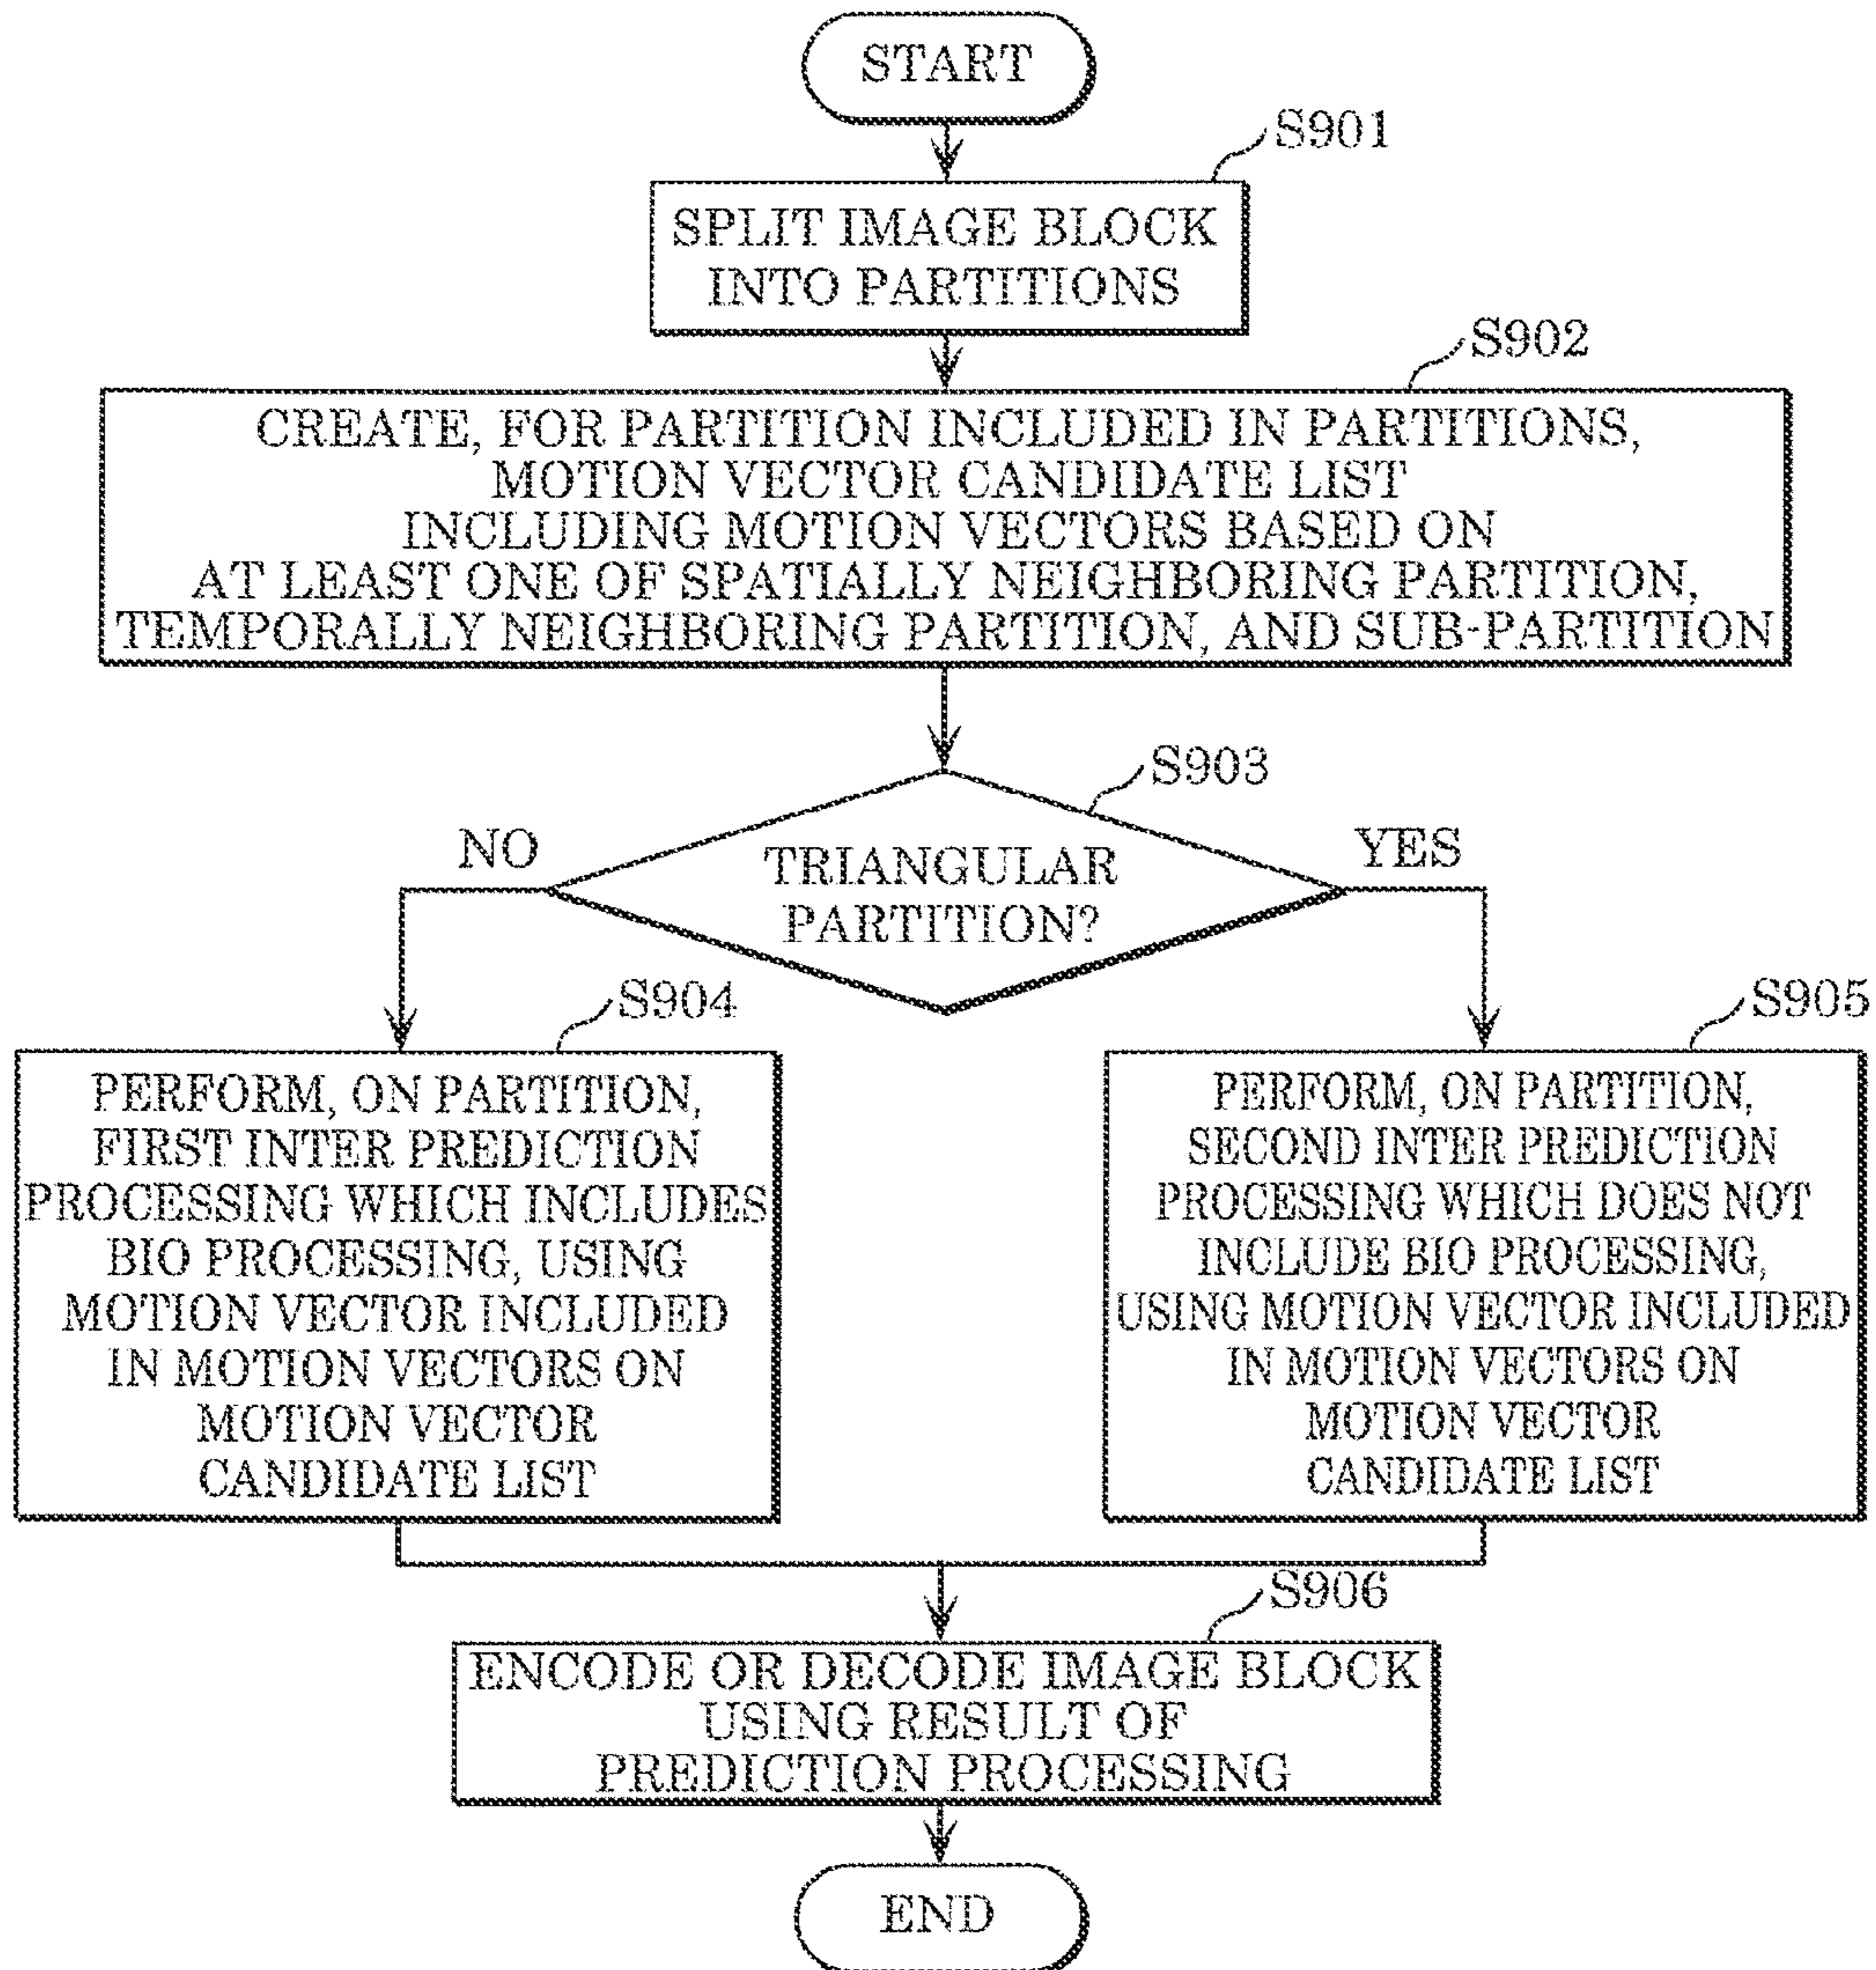 START
S901
SPLIT IMAGE BLOCK
INTO PARTITIONS
S902
CREATE, FOR PARTITION INCLUDED IN PARTITIONS,
MOTION VECTOR CANDIDATE LIST
INCLUDING MOTION VECTORS BASED ON
AT LEAST ONE OF SPATIALLY NEIGHBORING PARTITION,
TEMPORALLY NEIGHBORING PARTITION, AND SUB-PARTITION
S903
NO
TRIANGULAR
PARTITION?
YES
S904
PERFORM, ON PARTITION,
FIRST INTER PREDICTION
PROCESSING WHICH INCLUDES
BIO PROCESSING, USING
MOTION VECTOR INCLUDED
IN MOTION VECTORS ON
MOTION VECTOR
CANDIDATE LIST
S905
PERFORM, ON PARTITION,
SECOND INTER PREDICTION
PROCESSING WHICH DOES NOT
INCLUDE BIO PROCESSING,
USING MOTION VECTOR INCLUDED
IN MOTION VECTORS ON
MOTION VECTOR
CANDIDATE LIST
S906
ENCODE OR DECODE IMAGE BLOCK
USING RESULT OF
PREDICTION PROCESSING
END